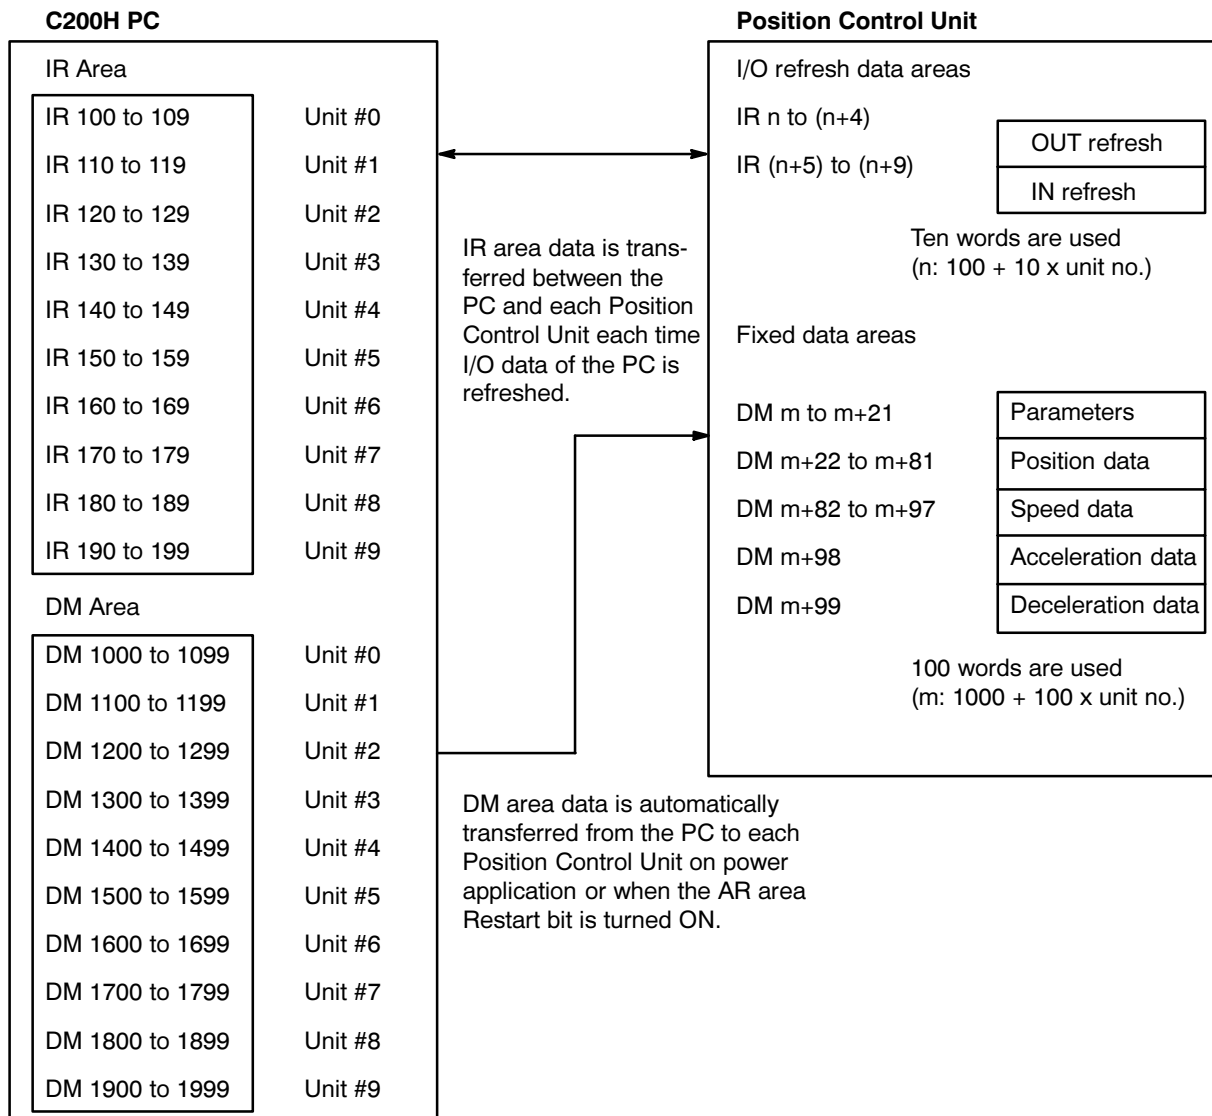 C200H PC
IR Area
IR 100 to 109 Unit #0
IR 110 to 119 Unit #1
IR 120 to 129 Unit #2
IR 130 to 139 Unit #3
IR 140 to 149 Unit #4
IR 150 to 159 Unit #5
IR 160 to 169 Unit #6
IR 170 to 179 Unit #7
IR 180 to 189 Unit #8
IR 190 to 199 Unit #9
DM Area
DM 1000 to 1099 Unit #0
DM 1100 to 1199 Unit #1
DM 1200 to 1299 Unit #2
DM 1300 to 1399 Unit #3
DM 1400 to 1499 Unit #4
DM 1500 to 1599 Unit #5
DM 1600 to 1699 Unit #6
DM 1700 to 1799 Unit #7
DM 1800 to 1899 Unit #8
DM 1900 to 1999 Unit #9
IR area data is trans-
ferred between the
PC and each Position
Control Unit each time
I/O data of the PC is
refreshed.
DM area data is automatically
transferred from the PC to each
Position Control Unit on power
application or when the AR area
Restart bit is turned ON.
Position Control Unit
I/O refresh data areas
IR n to (n+4)
IR (n+5) to (n+9)
OUT refresh
IN refresh
Ten words are used
(n: 100 + 10 x unit no.)
Fixed data areas
DM m to m+21 Parameters
DM m+22 to m+81 Position data
DM m+82 to m+97 Speed data
DM m+98 Acceleration data
DM m+99 Deceleration data
100 words are used
(m: 1000 + 100 x unit no.)